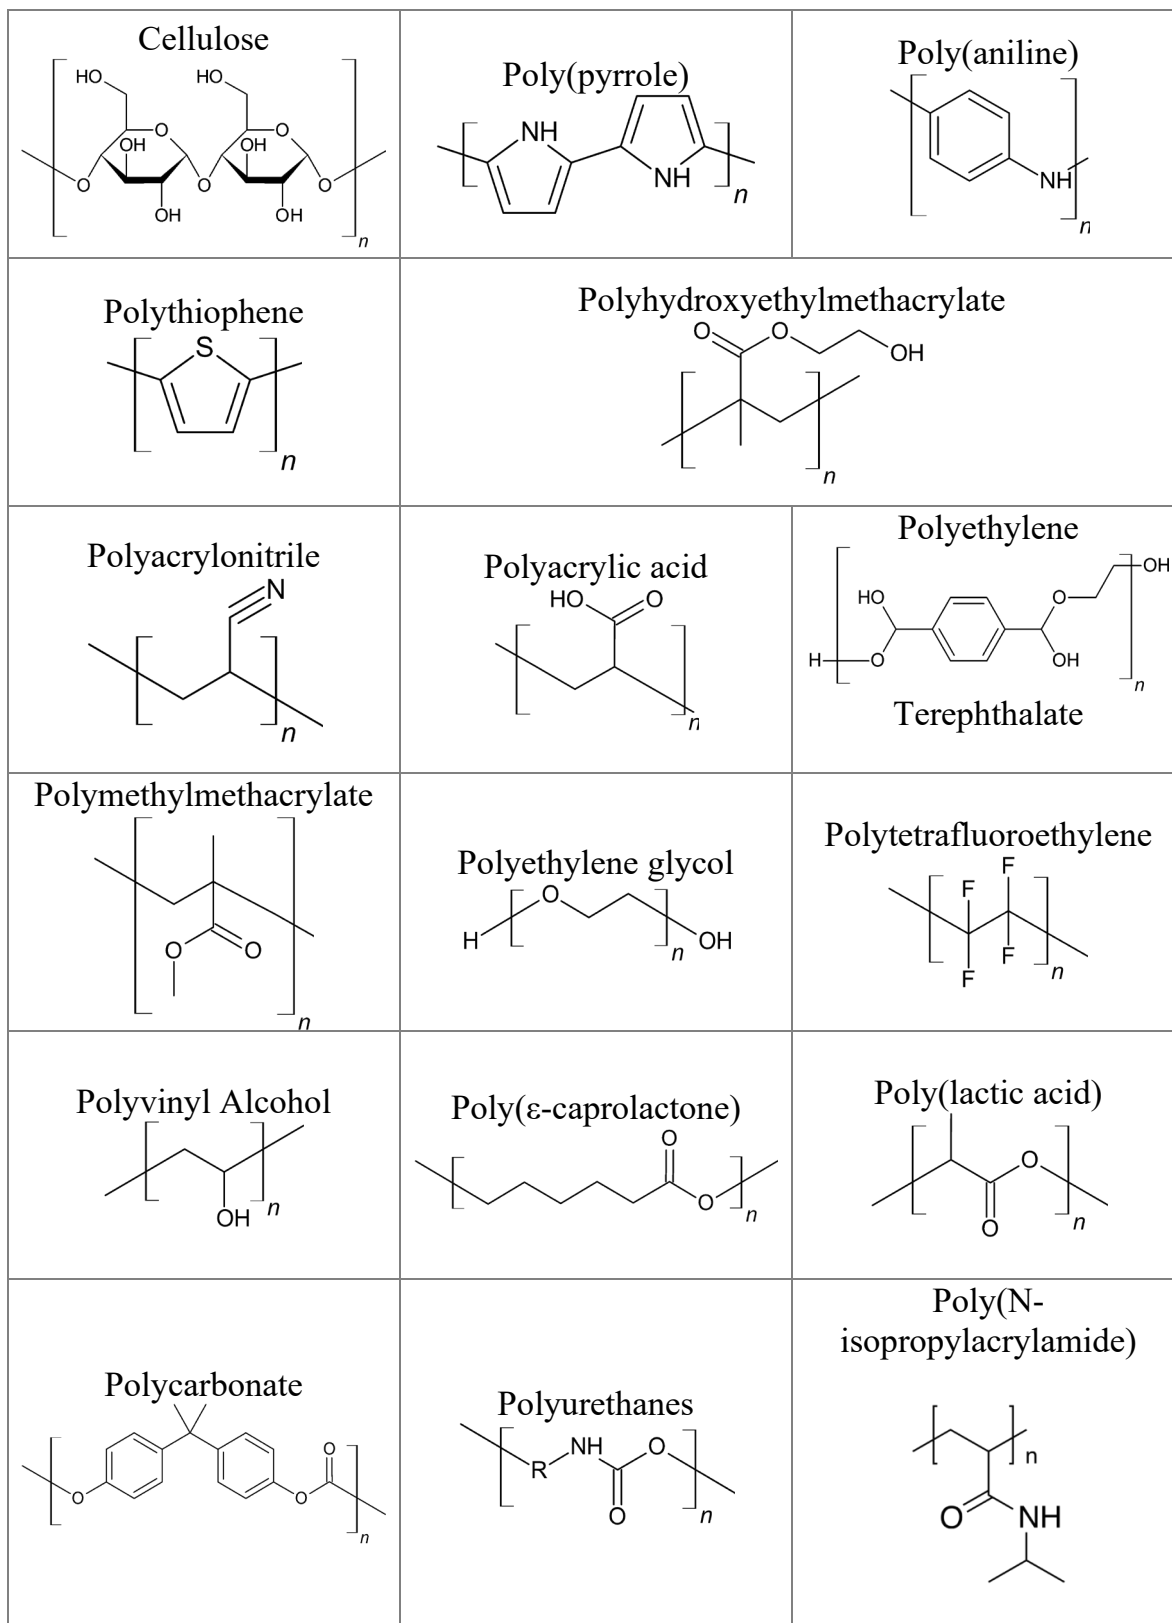 Cellulose
HO HO
O O
OH OH
O O O
OH OH
n
Poly(pyrrole)
NH
NH
n
Poly(aniline)
NH
n
Polythiophene
S
n
Polyhydroxyethylmethacrylate
O O
OH
n
Polyacrylonitrile
N
n
Polyacrylic acid
HO O
n
Polyethylene
OH
HO O
H O OH
n
Terephthalate
Polymethylmethacrylate
O O
n
Polyethylene glycol
O
H OH
n
Polytetrafluoroethylene
F
F
F
F
n
Polyvinyl Alcohol
OH
n
Poly(ε-caprolactone)
O
O
n
Poly(lactic acid)
O
O
n
Polycarbonate
O
O O
n
Polyurethanes
NH O
R
O
n
Poly(N-
isopropylacrylamide)
n
O NH